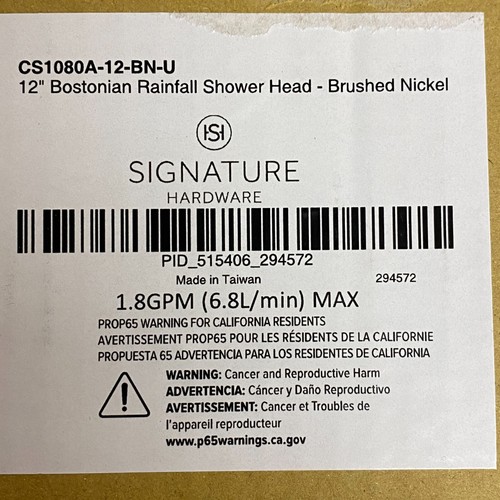 CS1080A-12-BN-U
12" Bostonian Rainfall Shower Head - Brushed Nickel
SH
SIGNATURE
HARDWARE
PID_515406_294572
Made in Taiwan 294572
1.8GPM (6.8L/min) MAX
PROP65 WARNING FOR CALIFORNIA RESIDENTS
AVERTISSEMENT PROP65 POUR LES RÉSIDENTS DE LA CALIFORNIE
PROPUESTA 65 ADVERTENCIA PARA LOS RESIDENTES DE CALIFORNIA
WARNING: Cancer and Reproductive Harm
ADVERTENCIA: Cáncer y Daño Reproductivo
AVERTISSEMENT: Cancer et Troubles de
l'appareil reproducteur
www.p65warnings.ca.gov